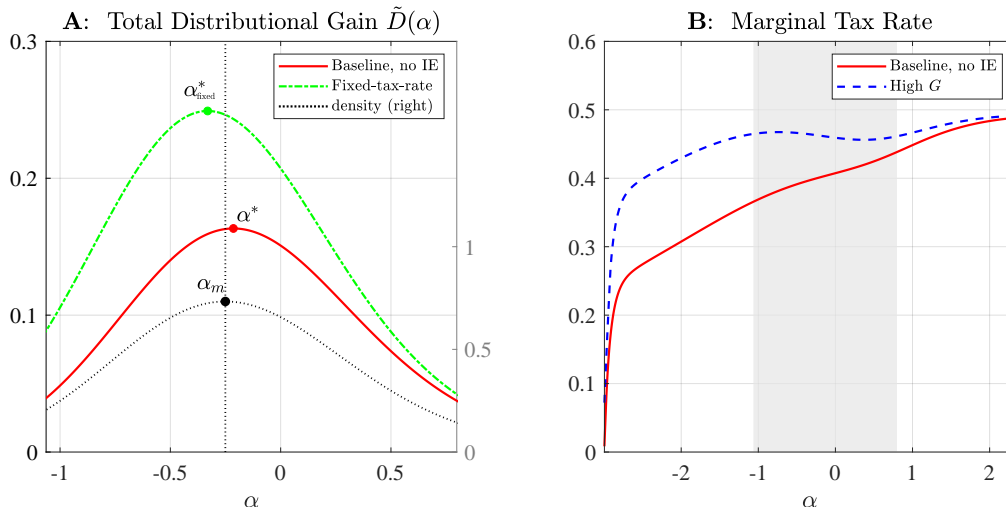 A: Total Distributional Gain D̃(α)
0.3
0.2
0.1
0
Baseline, no IE
Fixed-tax-rate
density (right)
α*fixed
α*
αm
1
0.5
0
-1
-0.5
0
0.5
α
B: Marginal Tax Rate
0.6
0.5
0.4
0.3
0.2
0.1
0
Baseline, no IE
High G
-2
-1
0
1
2
α